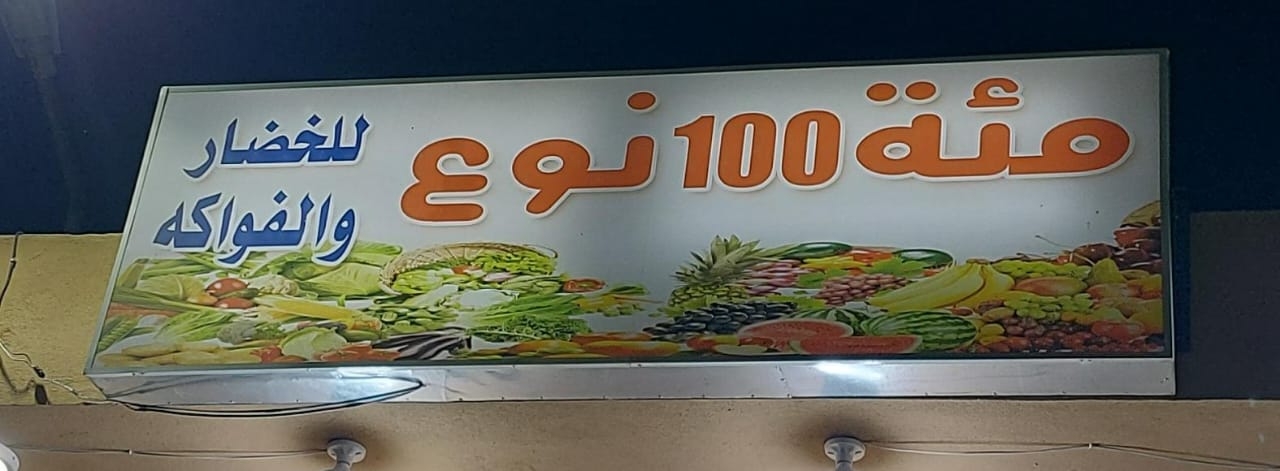 مئة 100 نوع
للخضار
والفواكه